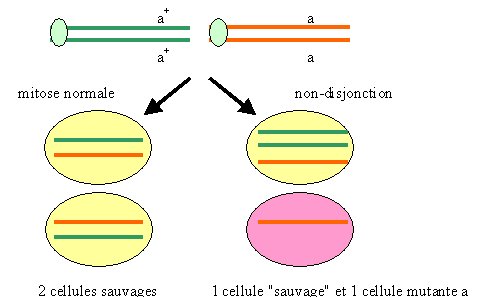 a+ a
a+ a
mitose normale non-disjonction
2 cellules sauvages 1 cellule "sauvage" et 1 cellule mutante a